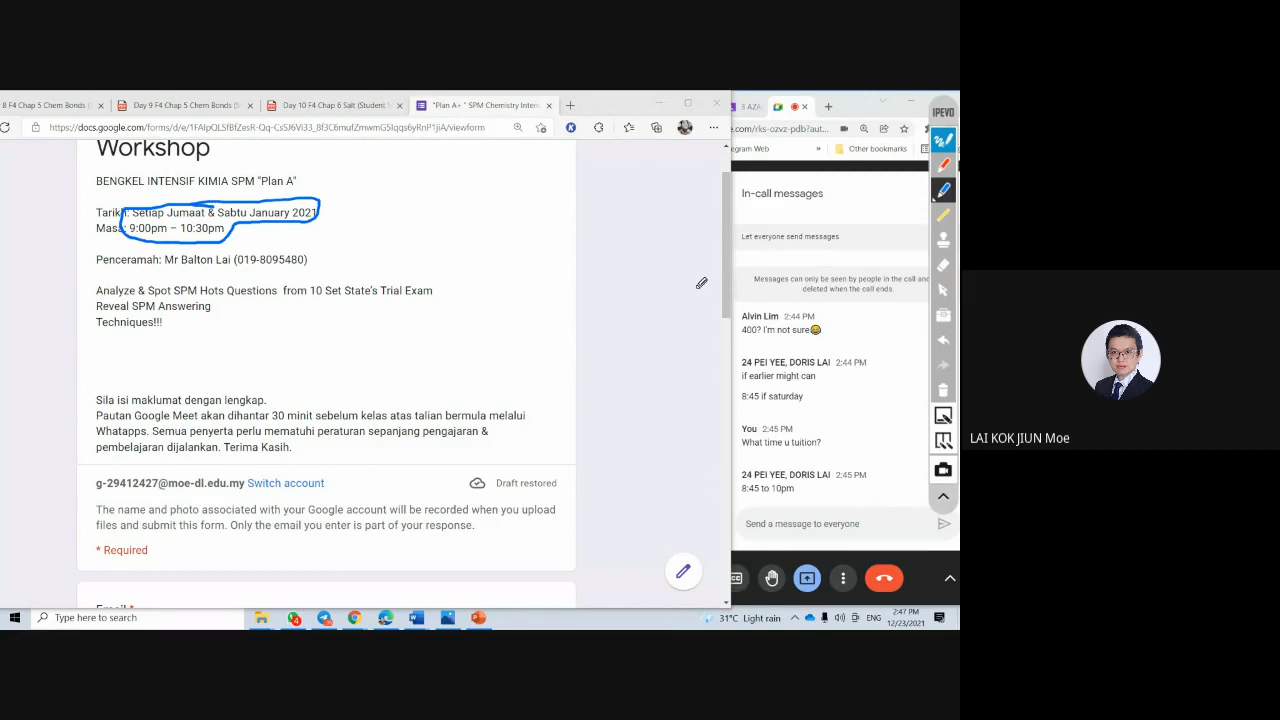 8 F4 Chap 5 Chem Bonds (
Day 9 F4 Chap 5 Chem Bonds (S
Day 10 F4 Chap 6 Salt (Student
"Plan A+ " SPM Chemistry Inten
https://docs.google.com/forms/d/e/
/viewform
Workshop
BENGKEL INTENSIF KIMIA SPM "Plan A"
Tarikh: Setiap Jumaat & Sabtu January 2021
Masa: 9:00pm – 10:30pm
Penceramah: Mr Balton Lai (019-8095480)
Analyze & Spot SPM Hots Questions from 10 Set State's Trial Exam
Reveal SPM Answering
Techniques!!!
Sila isi maklumat dengan lengkap.
Pautan Google Meet akan dihantar 30 minit sebelum kelas atas talian bermula melalui
Whatapps. Semua penyerta perlu mematuhi peraturan sepanjang pengajaran &
pembelajaran dijalankan. Terima Kasih.
g-29412427@moe-dl.edu.my Switch account
Draft restored
The name and photo associated with your Google account will be recorded when you upload
files and submit this form. Only the email you enter is part of your response.
* Required
Email *
3 AZA
e.com/rks-ozvz-pdb?aut...
egram Web
»
Other bookmarks
In-call messages
Let everyone send messages
Messages can only be seen by people in the call and
deleted when the call ends.
Alvin Lim 2:44 PM
400? I'm not sure😂
24 PEI YEE, DORIS LAI 2:44 PM
if earlier might can
8:45 if saturday
You 2:45 PM
What time u tuition?
24 PEI YEE, DORIS LAI 2:45 PM
8:45 to 10pm
Send a message to everyone
IPEVO
Type here to search
4
31°C Light rain
ENG
2:47 PM
12/23/2021
LAI KOK JIUN Moe